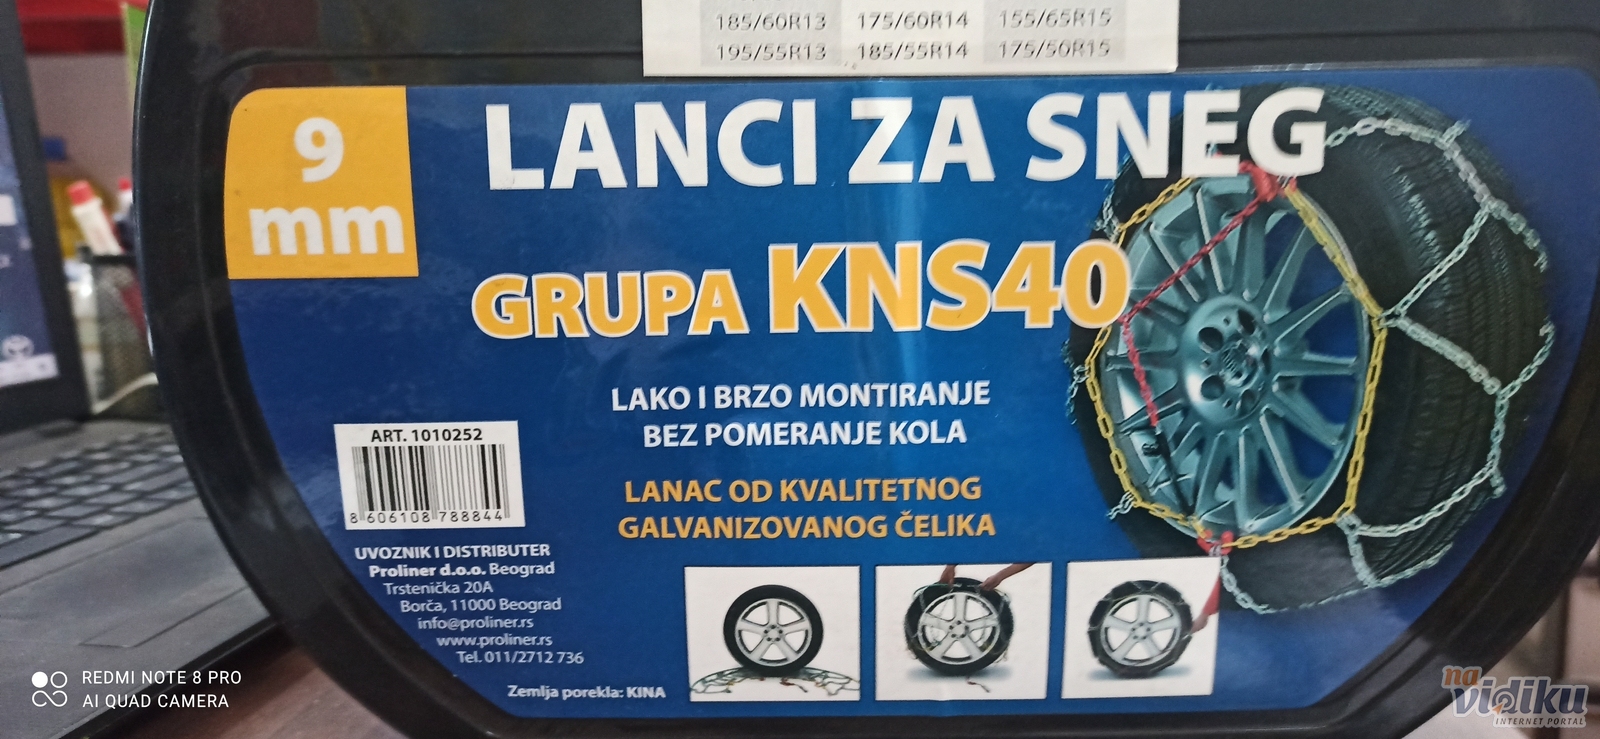 185/60R13 175/60R14 155/65R15
195/55R13 185/55R14 175/50R15
9
mm
LANCI ZA SNEG
GRUPA KNS40
LAKO I BRZO MONTIRANJE
BEZ POMERANJE KOLA
LANAC OD KVALITETNOG
GALVANIZOVANOG ČELIKA
ART. 1010252
8 606108 788844
UVOZNIK I DISTRIBUTER
Proliner d.o.o. Beograd
Trstenička 20A
Borča, 11000 Beograd
info@proliner.rs
www.proliner.rs
Tel. 011/2712 736
Zemlja porekla: KINA
REDMI NOTE 8 PRO
AI QUAD CAMERA
na
vidiku
INTERNET PORTAL